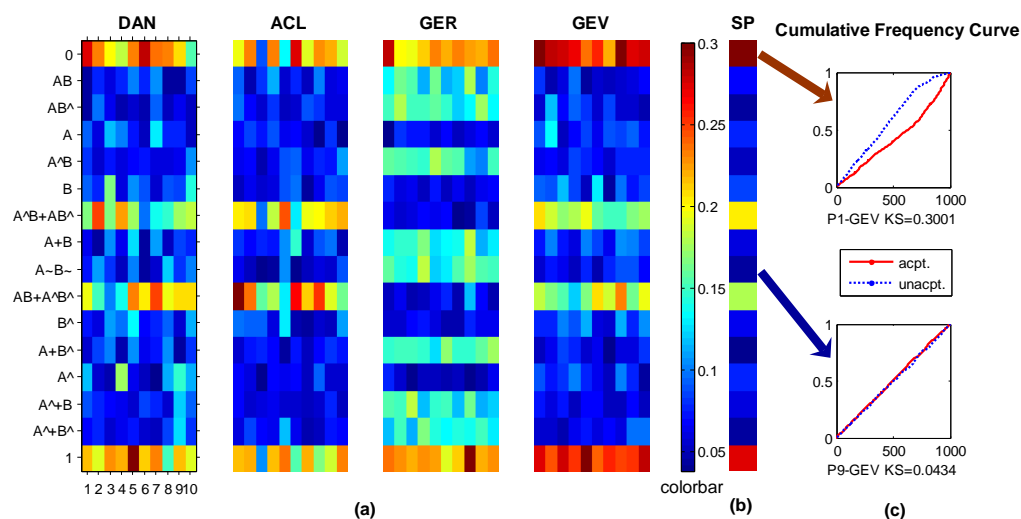 DAN ACL GER GEV SP
Cumulative Frequency Curve
0
AB
AB^
A
A^B
B
A^B+AB^
A+B
A~B~
AB+A^B^
B^
A+B^
A^
A^+B
A^+B^
1
1 2 3 4 5 6 7 8 9 10
(a)
0.3
0.25
0.2
0.15
0.1
0.05
colorbar
(b)
1
0.5
0
0 500 1000
P1-GEV KS=0.3001
acpt.
unacpt.
1
0.5
0
0 500 1000
P9-GEV KS=0.0434
(c)